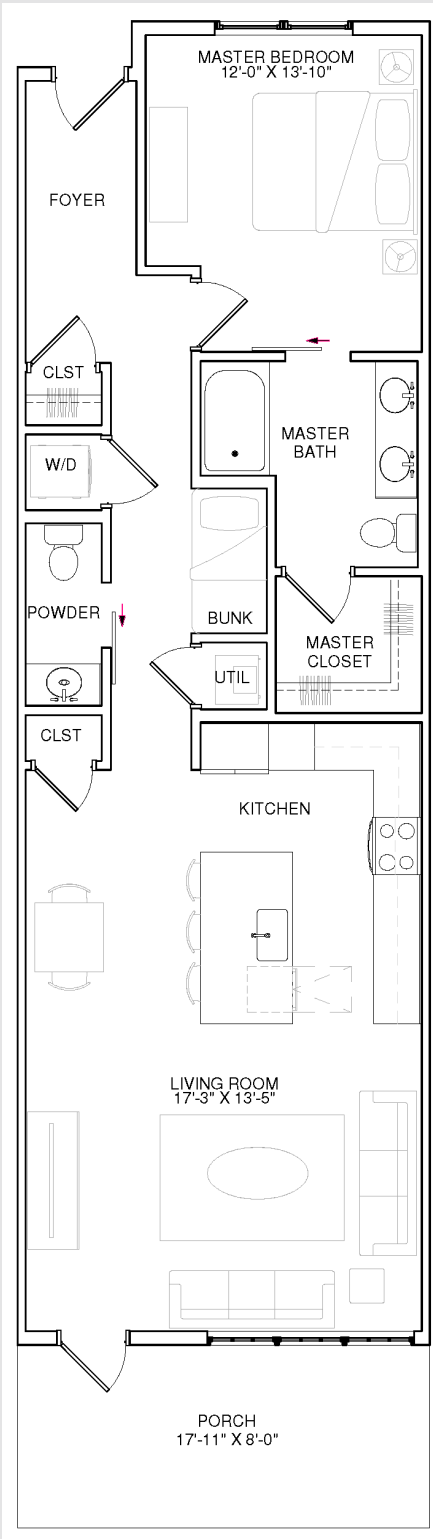 MASTER BEDROOM
12'-0" X 13'-10"
FOYER
CLST
W/D
MASTER
BATH
POWDER
BUNK
MASTER
CLOSET
UTIL
CLST
KITCHEN
LIVING ROOM
17'-3" X 13'-5"
PORCH
17'-11" X 8'-0"